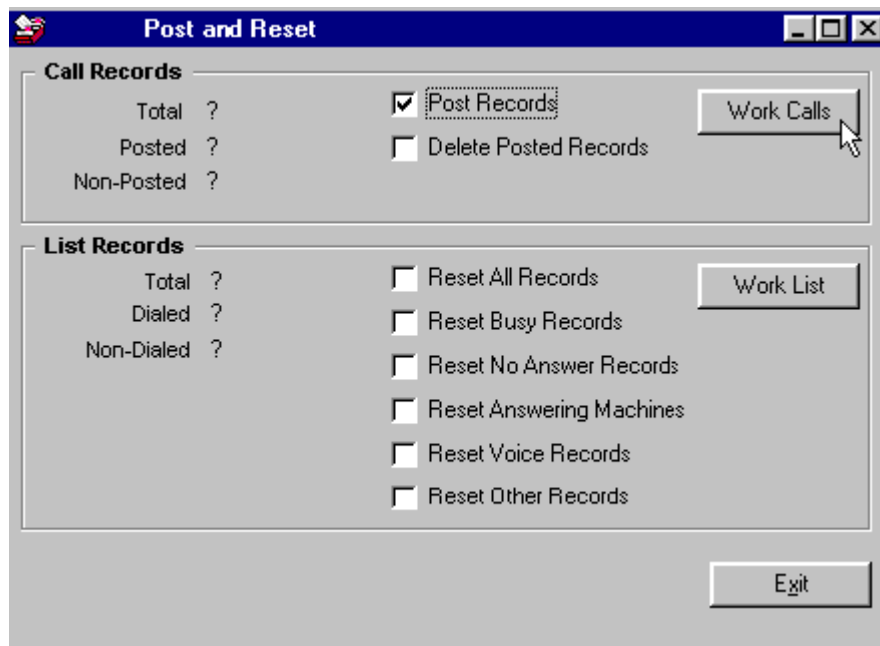 Post and Reset
Call Records
Total ?
Posted ?
Non-Posted ?
Post Records
Delete Posted Records
Work Calls
List Records
Total ?
Dialed ?
Non-Dialed ?
Reset All Records
Reset Busy Records
Reset No Answer Records
Reset Answering Machines
Reset Voice Records
Reset Other Records
Work List
Exit